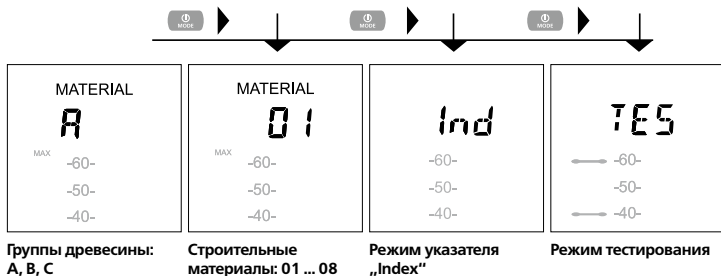 MODE
MODE
MODE
MATERIAL
A
MAX
-60-
-50-
-40-
MATERIAL
01
MAX
-60-
-50-
-40-
Ind
-60-
-50-
-40-
TES
-60-
-50-
-40-
Группы древесины:
A, B, C
Строительные
материалы: 01 ... 08
Режим указателя
„Index“
Режим тестирования